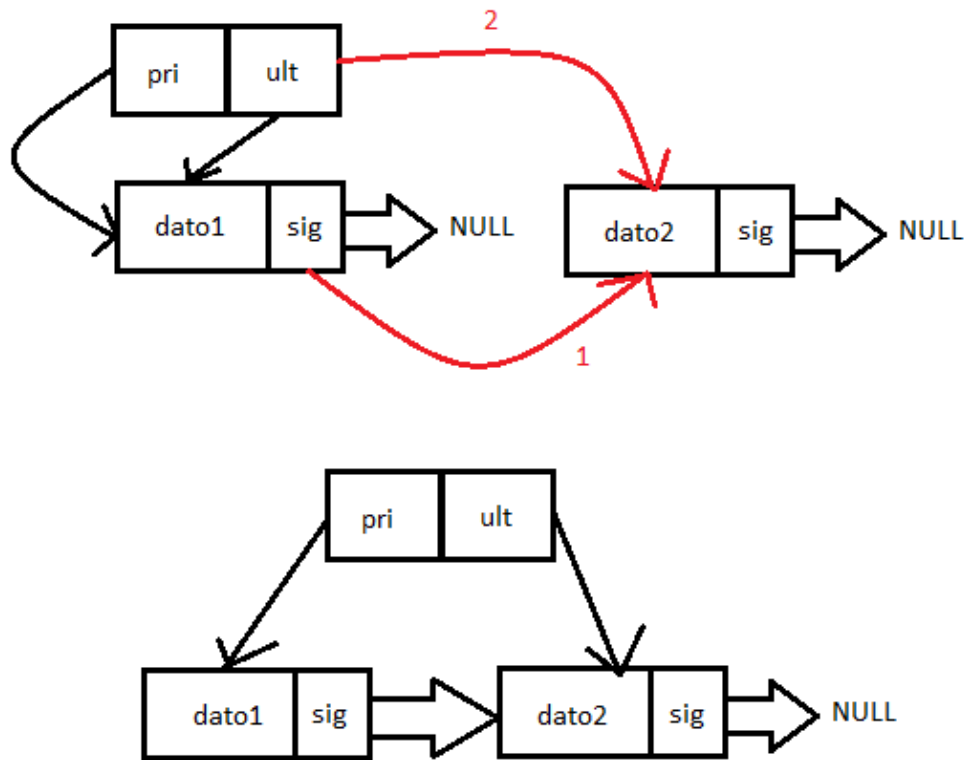 2
pri ult
dato1 sig NULL dato2 sig NULL
1
pri ult
dato1 sig dato2 sig NULL